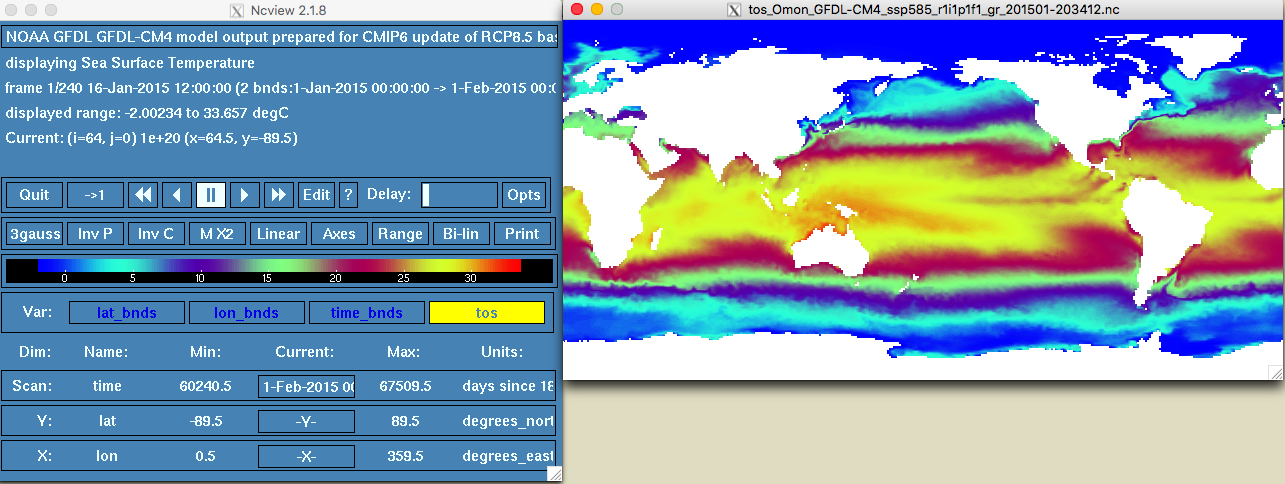 Ncview 2.1.8
NOAA GFDL GFDL-CM4 model output prepared for CMIP6 update of RCP8.5 bas
displaying Sea Surface Temperature
frame 1/240 16-Jan-2015 12:00:00 (2 bnds:1-Jan-2015 00:00:00 -> 1-Feb-2015 00:0
displayed range: -2.00234 to 33.657 degC
Current: (i=64, j=0) 1e+20 (x=64.5, y=-89.5)
Quit ->1 Edit ? Delay: Opts
3gauss Inv P Inv C M X2 Linear Axes Range Bi-lin Print
0 5 10 15 20 25 30
Var: lat_bnds lon_bnds time_bnds tos
Dim: Name: Min: Current: Max: Units:
Scan: time 60240.5 1-Feb-2015 00 67509.5 days since 18
Y: lat -89.5 -Y- 89.5 degrees_nort
X: lon 0.5 -X- 359.5 degrees_east
tos_Omon_GFDL-CM4_ssp585_r1i1p1f1_gr_201501-203412.nc